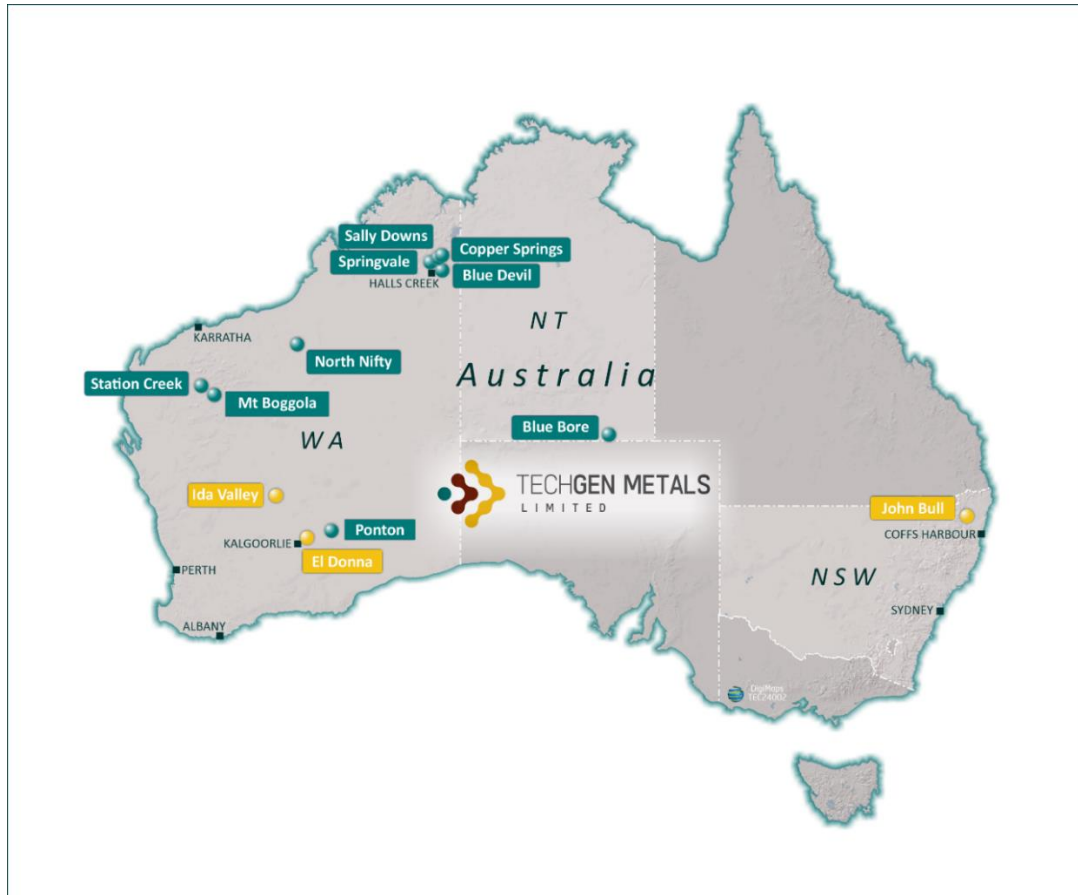 Sally Downs
Copper Springs
Springvale
Blue Devil
HALLS CREEK
NT
KARRATHA
North Nifty
Australia
Station Creek
Mt Boggola
Blue Bore
WA
TECHGEN METALS
LIMITED
Ida Valley
John Bull
Ponton
KALGOORLIE
COFFS HARBOUR
El Donna
PERTH
NSW
SYDNEY
ALBANY
DigiMaps
TEC24002